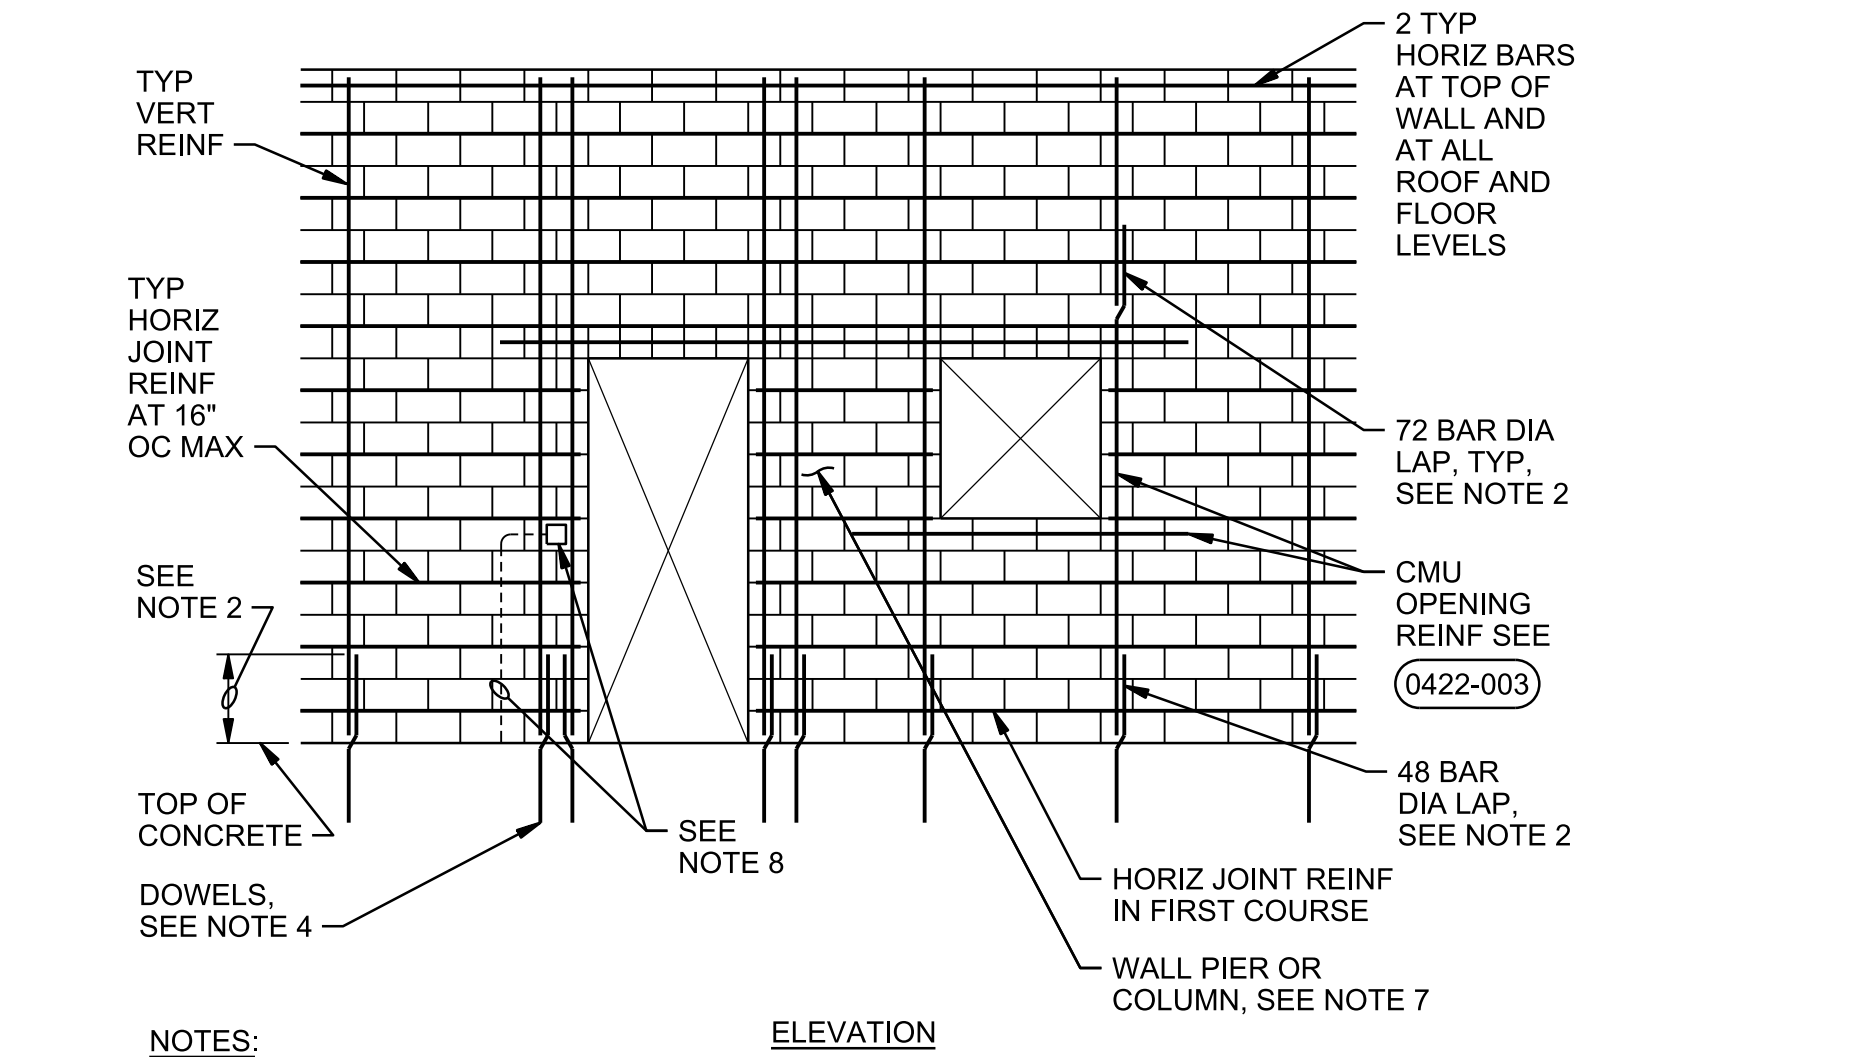 TYP
VERT
REINF
2 TYP
HORIZ BARS
AT TOP OF
WALL AND
AT ALL
ROOF AND
FLOOR
LEVELS
TYP
HORIZ
JOINT
REINF
AT 16"
OC MAX
72 BAR DIA
LAP, TYP,
SEE NOTE 2
SEE
NOTE 2
CMU
OPENING
REINF SEE
0422-003
TOP OF
CONCRETE
48 BAR
DIA LAP,
SEE NOTE 2
SEE
NOTE 8
DOWELS,
SEE NOTE 4
HORIZ JOINT REINF
IN FIRST COURSE
WALL PIER OR
COLUMN, SEE NOTE 7
ELEVATION
NOTES: